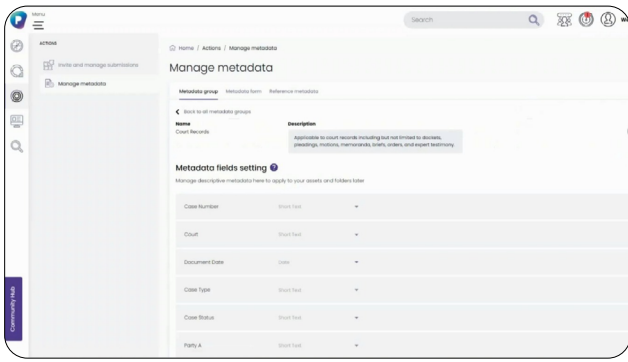 Menu
Search
ACTIONS
Invite and manage submissions
Manage metadata
Home / Actions / Manage metadata
Manage metadata
Metadata group Metadata form Reference metadata
Back to all metadata groups
Name Description
Court Records
Applicable to court records including but not limited to dockets,
pleadings, motions, memoranda, briefs, orders, and expert testimony.
Metadata fields setting
Manage descriptive metadata here to apply to your assets and folders later
Case Number Short Text
Court Short Text
Document Date Date
Case Type Short Text
Case Status Short Text
Party A Short Text
Community Hub